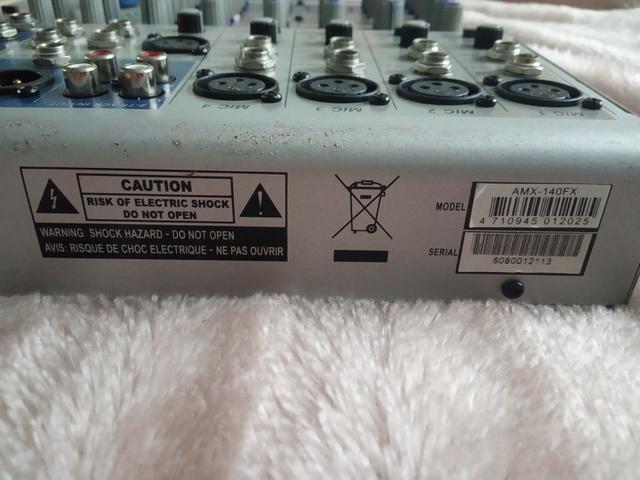 MIC 4
MIC 3
MIC 2
MIC 1
CAUTION
RISK OF ELECTRIC SHOCK
DO NOT OPEN
WARNING: SHOCK HAZARD - DO NOT OPEN
AVIS: RISQUE DE CHOC ELECTRIQUE - NE PAS OUVRIR
MODEL
AMX-140FX
4 710945 012025
SERIAL
6080012113